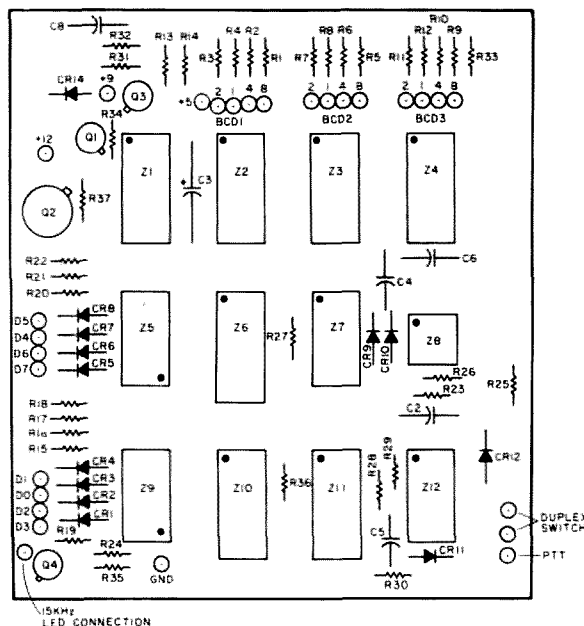 C8
R32
R31
R13
R14
R4 R2
R3
R1
R8 R6
R7
R5
R10
R12
R9
R11
R33
CR14
+9
Q3
+5
2 1 4 8
BCD1
2 1 4 8
BCD2
2 1 4 8
BCD3
R34
Q1
+12
Z1
+
C3
Z2
Z3
Z4
Q2
R37
C6
C4
R22
R21
R20
D5
CR8
D4
CR7
D6
CR6
D7
CR5
Z5
Z6
R27
Z7
CR9
CR10
Z8
R26
R23
R25
C2
R18
R17
R15
CR12
D1
CR4
D0
CR3
D2
CR2
D3
CR1
Z9
Z10
R36
Z11
R28
R29
Z12
DUPLEX
SWITCH
R19
R24
C5
CR11
PTT
Q4
R35
GND
R30
15KHz
LED CONNECTION